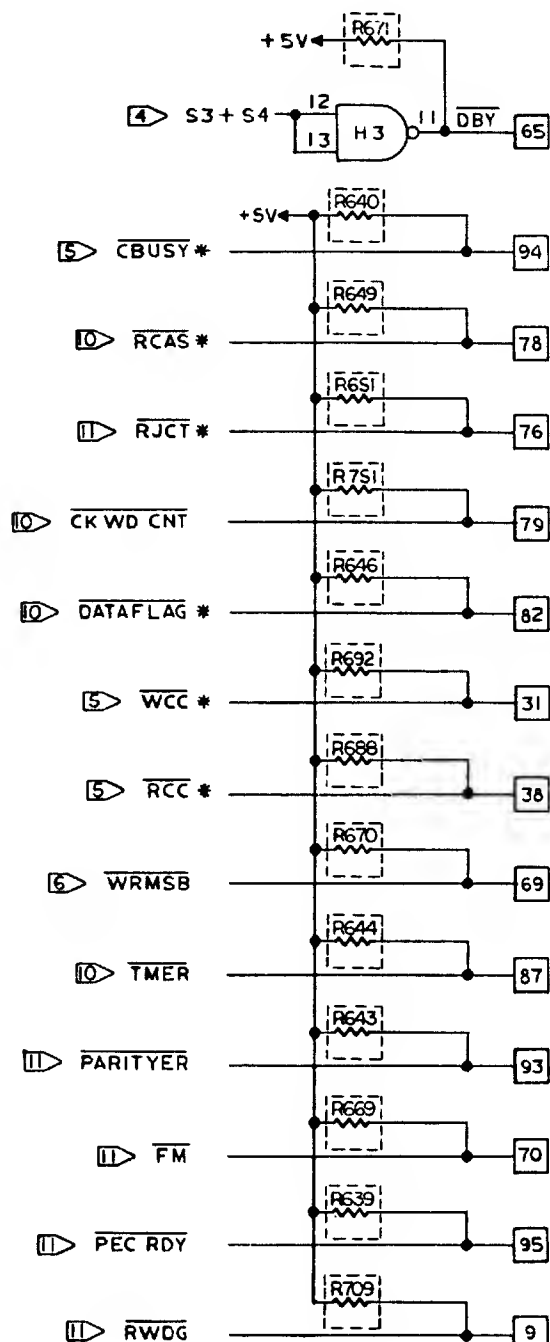 R671
+5V
4 S3+S4 12 13 H3 11 DBY 65
+5V R640
5 CBUSY* 94
R649
10 RCAS* 78
R651
11 RJCT* 76
R751
10 CK WD CNT 79
R646
10 DATAFLAG* 82
R692
5 WCC* 31
R688
5 RCC* 38
R670
6 WRMSB 69
R644
10 TMER 87
R643
11 PARITYER 93
R669
11 FM 70
R639
11 PEC RDY 95
R709
11 RWDG 9